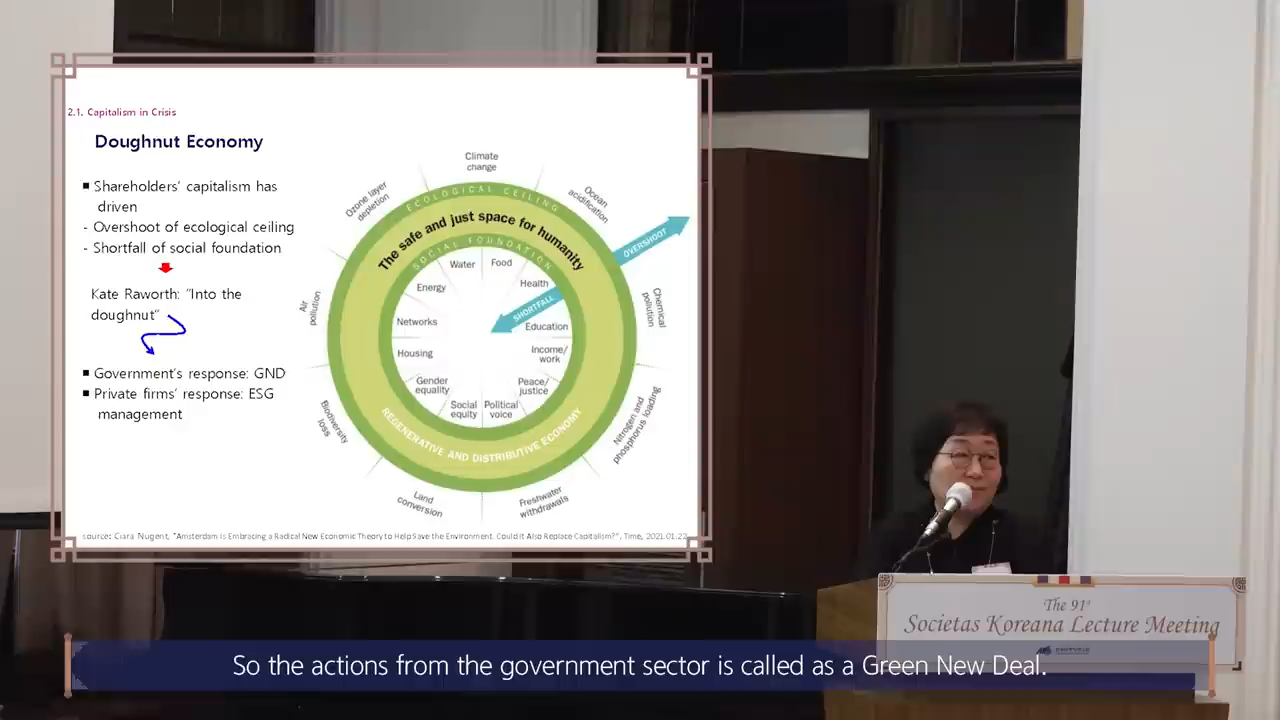 2.1. Capitalism in Crisis
Doughnut Economy
■ Shareholders' capitalism has
driven
- Overshoot of ecological ceiling
- Shortfall of social foundation
Kate Raworth: "Into the
doughnut"
■ Government's response: GND
■ Private firms' response: ESG
management
Climate
change
Ocean
acidification
Chemical
pollution
Nitrogen and
phosphorus loading
Freshwater
withdrawals
Land
conversion
Biodiversity
loss
Air
pollution
Ozone layer
depletion
ECOLOGICAL CEILING
The safe and just space for humanity
SOCIAL FOUNDATION
OVERSHOOT
SHORTFALL
Water
Food
Health
Education
Income/
work
Peace/
justice
Political
voice
Social
equity
Gender
equality
Housing
Networks
Energy
REGENERATIVE AND DISTRIBUTIVE ECONOMY
source: Ciara Nugent, "Amsterdam is Embracing a Radical New Economic Theory to Help Save the Environment. Could It Also Replace Capitalism?", Time, 2021.01.22
The 91st
Societas Koreana Lecture Meeting
So the actions from the government sector is called as a Green New Deal.